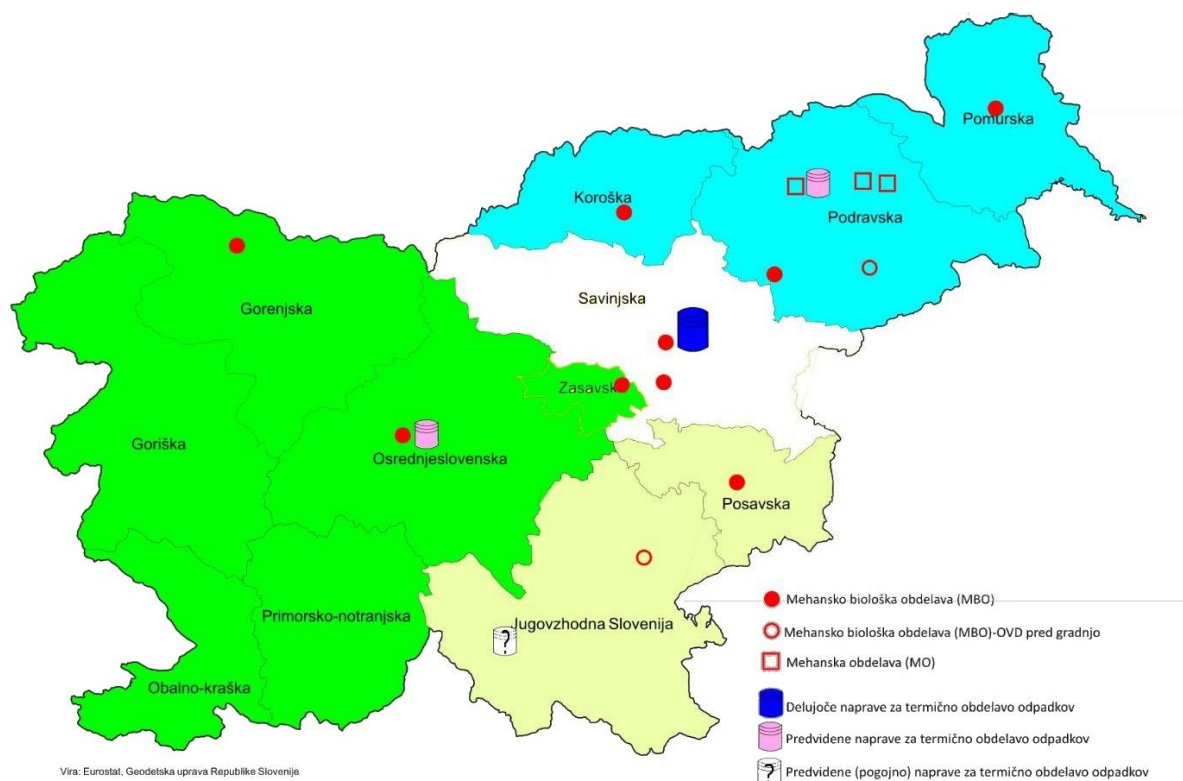 Pomurska
Koroška
Podravska
Savinjska
Gorenjska
Zasavska
Goriška
Osrednjeslovenska
Posavska
Primorsko-notranjska
Jugovzhodna Slovenija
?
Obalno-kraška
Mehansko biološka obdelava (MBO)
Mehansko biološka obdelava (MBO)-OVD pred gradnjo
Mehanska obdelava (MO)
Delujoče naprave za termično obdelavo odpadkov
Predvidene naprave za termično obdelavo odpadkov
? Predvidene (pogojno) naprave za termično obdelavo odpadkov
Vira: Eurostat, Geodetska uprava Republike Slovenije